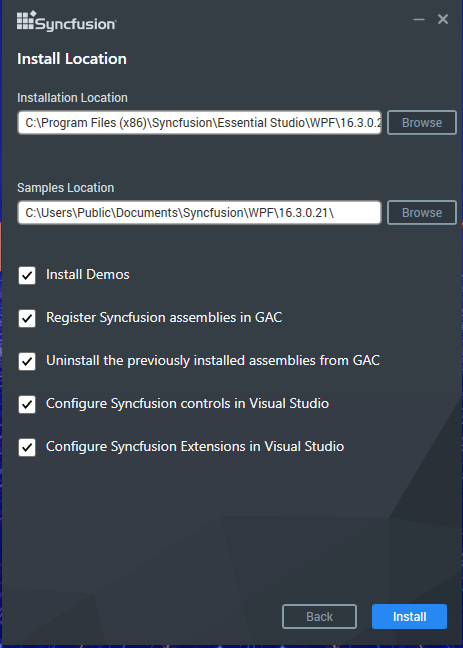 Syncfusion
Install Location
Installation Location
C:\Program Files (x86)\Syncfusion\Essential Studio\WPF\16.3.0.2
Browse
Samples Location
C:\Users\Public\Documents\Syncfusion\WPF\16.3.0.21\
Browse
Install Demos
Register Syncfusion assemblies in GAC
Uninstall the previously installed assemblies from GAC
Configure Syncfusion controls in Visual Studio
Configure Syncfusion Extensions in Visual Studio
Back
Install